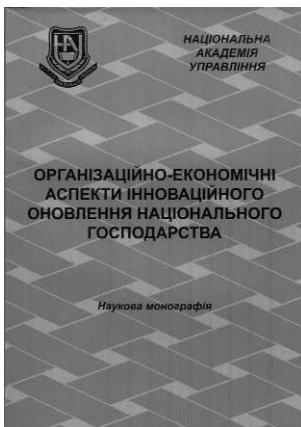 НАЦІОНАЛЬНА
АКАДЕМІЯ
УПРАВЛІННЯ
ОРГАНІЗАЦІЙНО-ЕКОНОМІЧНІ
АСПЕКТИ ІННОВАЦІЙНОГО
ОНОВЛЕННЯ НАЦІОНАЛЬНОГО
ГОСПОДАРСТВА
Наукова монографія